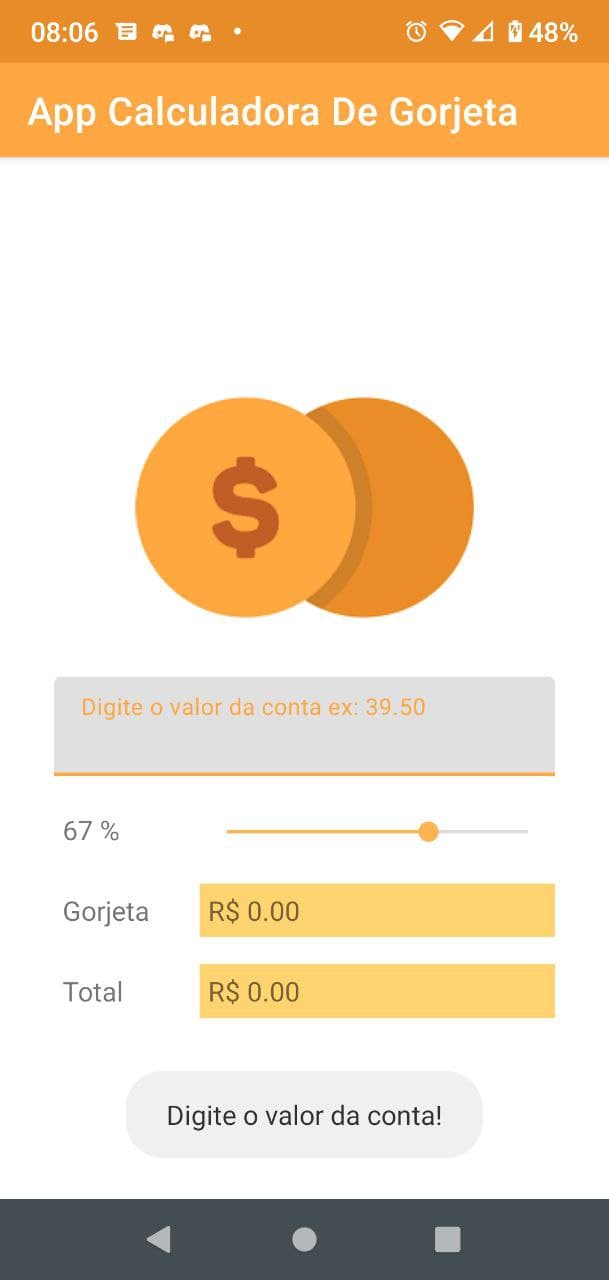 08:06 48%
App Calculadora De Gorjeta
$
Digite o valor da conta ex: 39.50
67 %
Gorjeta R$ 0.00
Total R$ 0.00
Digite o valor da conta!